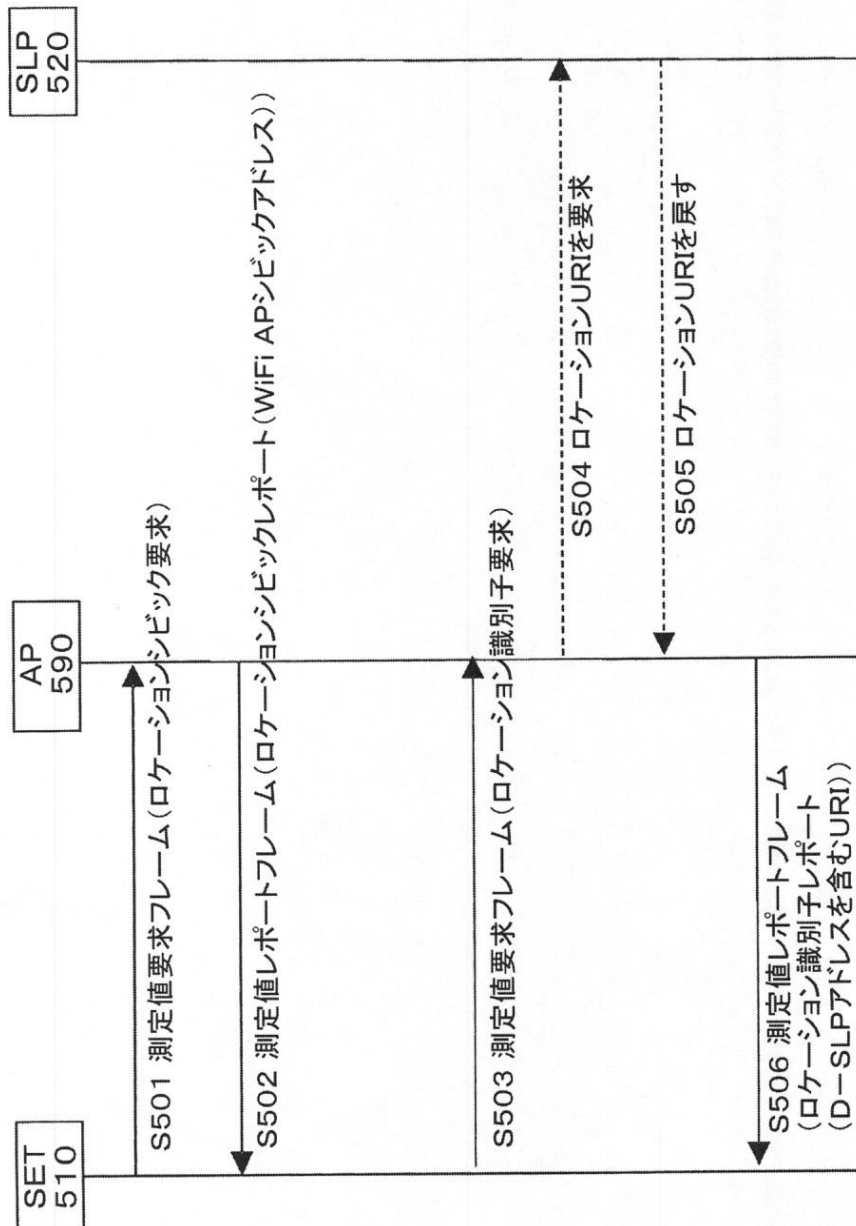 SET
510
AP
590
SLP
520
S501 測定値要求フレーム(ロケーションシビック要求)
S502 測定値レポートフレーム(ロケーションシビックレポート(WiFi APシビックアドレス))
S503 測定値要求フレーム(ロケーション識別子要求)
S504 ロケーションURIを要求
S505 ロケーションURIを戻す
S506 測定値レポートフレーム
(ロケーション識別子レポート
(D-SLPアドレスを含むURI))